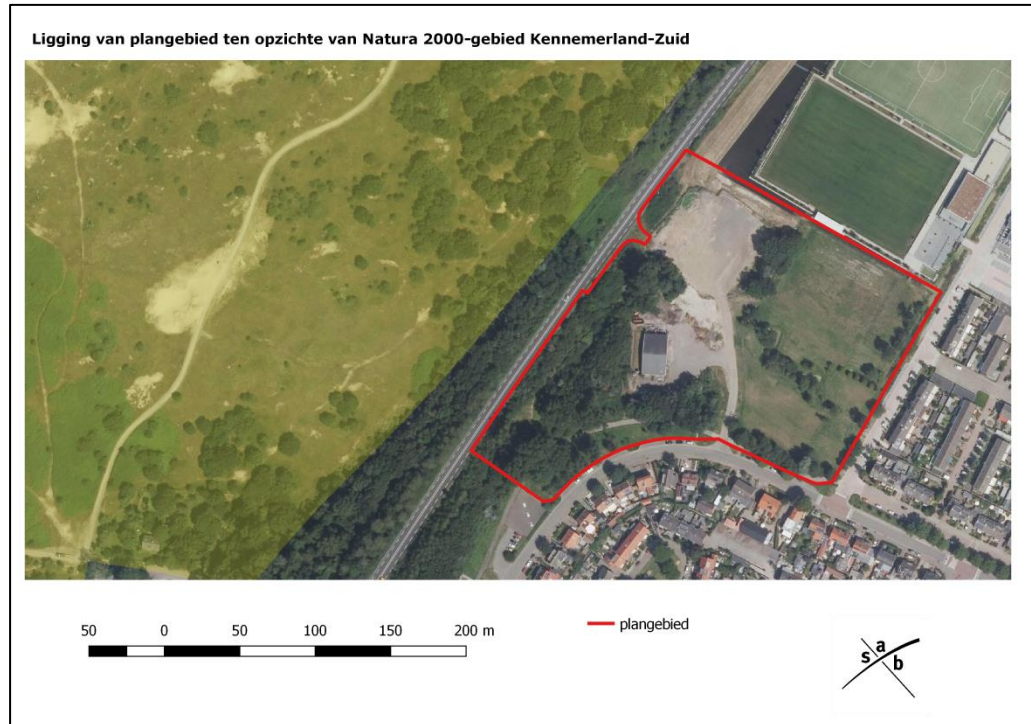 Ligging van plangebied ten opzichte van Natura 2000-gebied Kennemerland-Zuid
50 0 50 100 150 200 m
plangebied
s a b